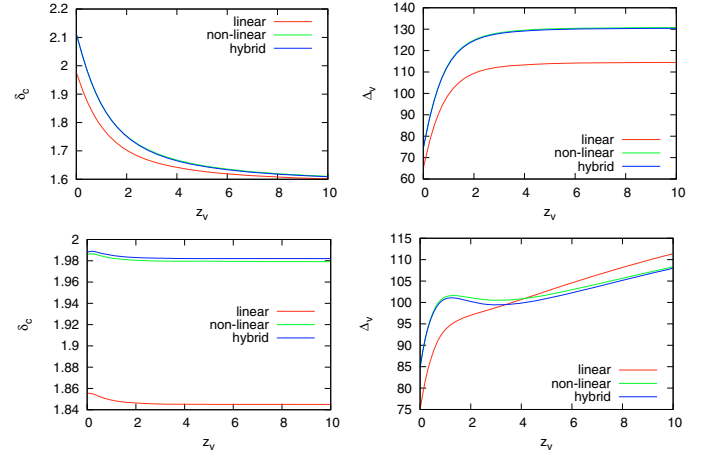 2.2
2.1
2
1.9
1.8
1.7
1.6
δc
0 2 4 6 8 10
zv
linear
non-linear
hybrid
140
130
120
110
100
90
80
70
60
Δv
0 2 4 6 8 10
zv
linear
non-linear
hybrid
2
1.98
1.96
1.94
1.92
1.9
1.88
1.86
1.84
δc
0 2 4 6 8 10
zv
linear
non-linear
hybrid
115
110
105
100
95
90
85
80
75
Δv
0 2 4 6 8 10
zv
linear
non-linear
hybrid